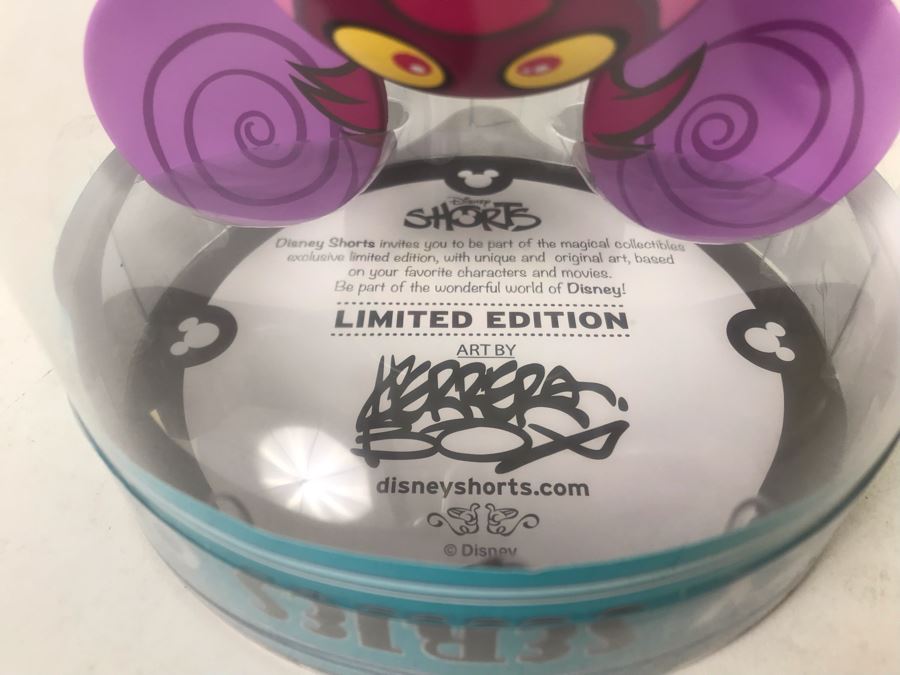 Disney
SHORTS
Disney Shorts invites you to be part of the magical collectibles
exclusive limited edition, with unique and original art, based
on your favorite characters and movies.
Be part of the wonderful world of Disney!
LIMITED EDITION
ART BY
HERRERA
BOX
disneyshorts.com
© Disney
SERIES